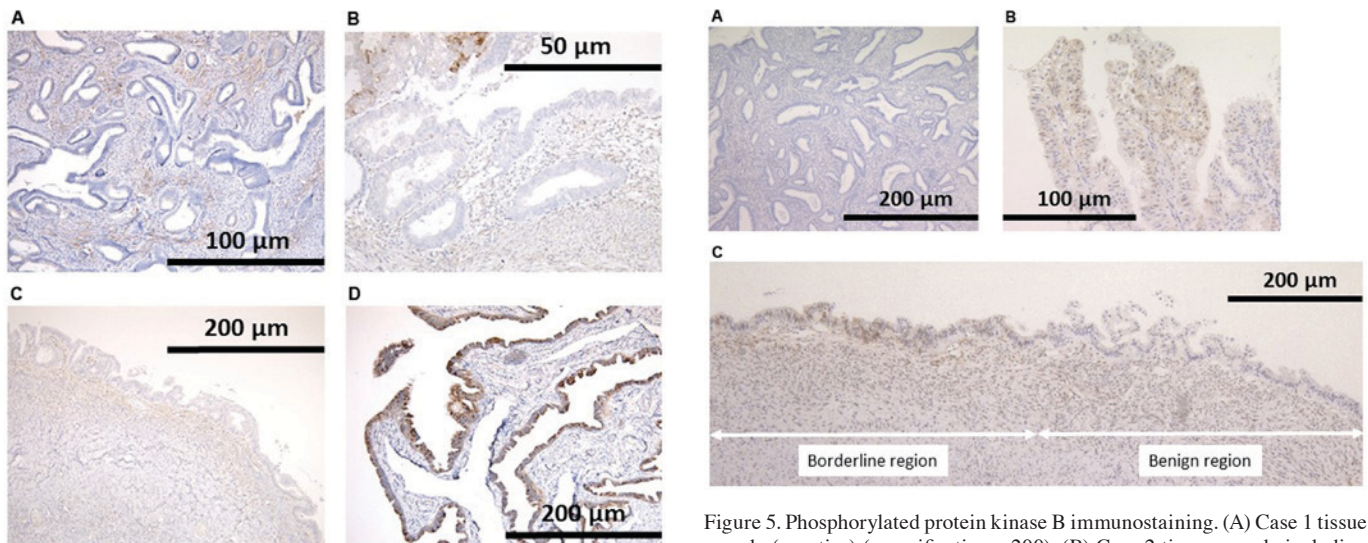 A
B
50 µm
100 µm
C
D
200 µm
200 µm
A
B
200 µm
100 µm
C
200 µm
Borderline region
Benign region
Figure 5. Phosphorylated protein kinase B immunostaining. (A) Case 1 tissue